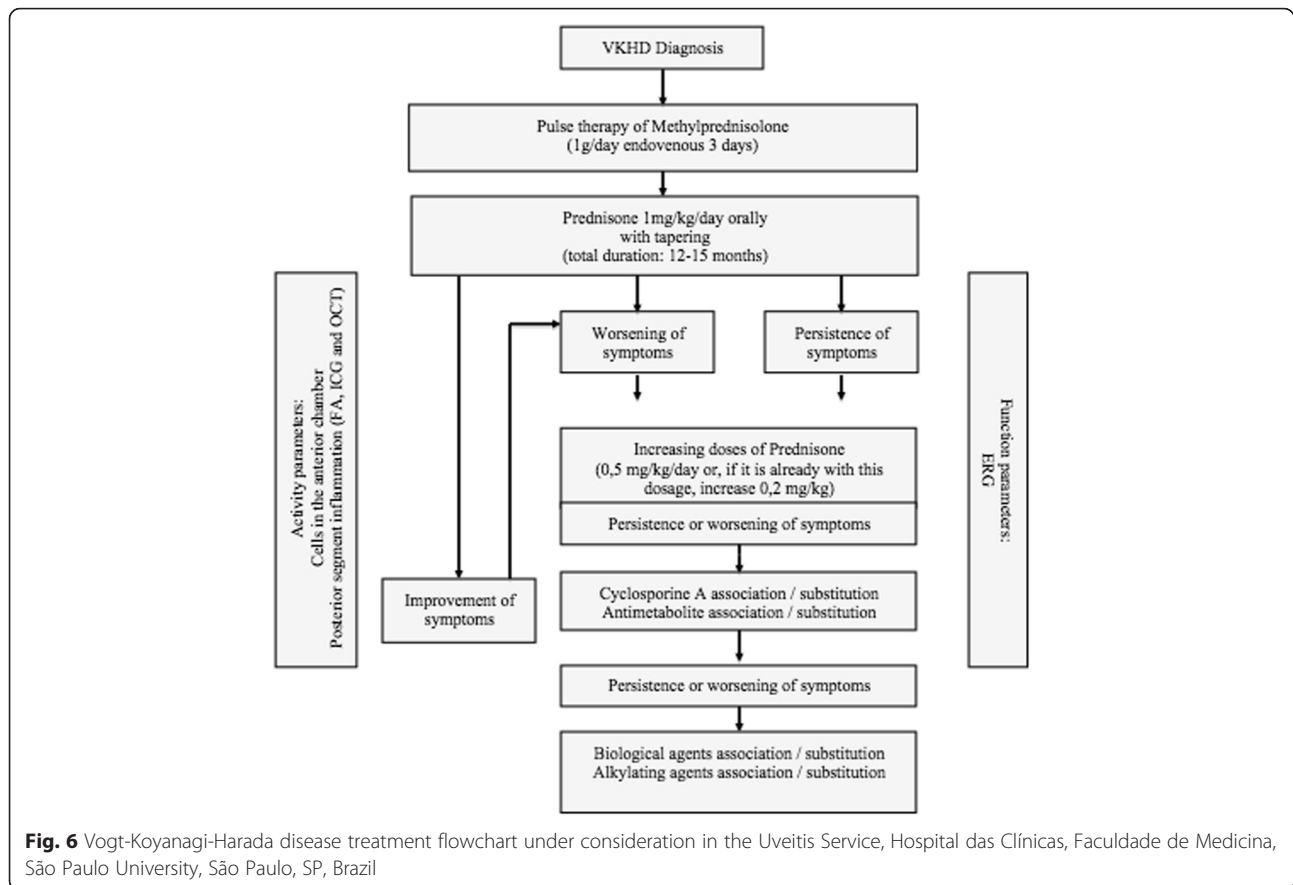 VKHD Diagnosis
Pulse therapy of Methylprednisolone
(1g/day endovenous 3 days)
Prednisone 1mg/kg/day orally
with tapering
(total duration: 12-15 months)
Activity parameters:
Cells in the anterior chamber
Posterior segment inflammation (FA, ICG and OCT)
Worsening of
symptoms
Persistence of
symptoms
Function parameters:
ERG
Increasing doses of Prednisone
(0,5 mg/kg/day or, if it is already with this
dosage, increase 0,2 mg/kg)
Persistence or worsening of symptoms
Improvement of
symptoms
Cyclosporine A association / substitution
Antimetabolite association / substitution
Persistence or worsening of symptoms
Biological agents association / substitution
Alkylating agents association / substitution
Fig. 6 Vogt-Koyanagi-Harada disease treatment flowchart under consideration in the Uveitis Service, Hospital das Clínicas, Faculdade de Medicina,
São Paulo University, São Paulo, SP, Brazil